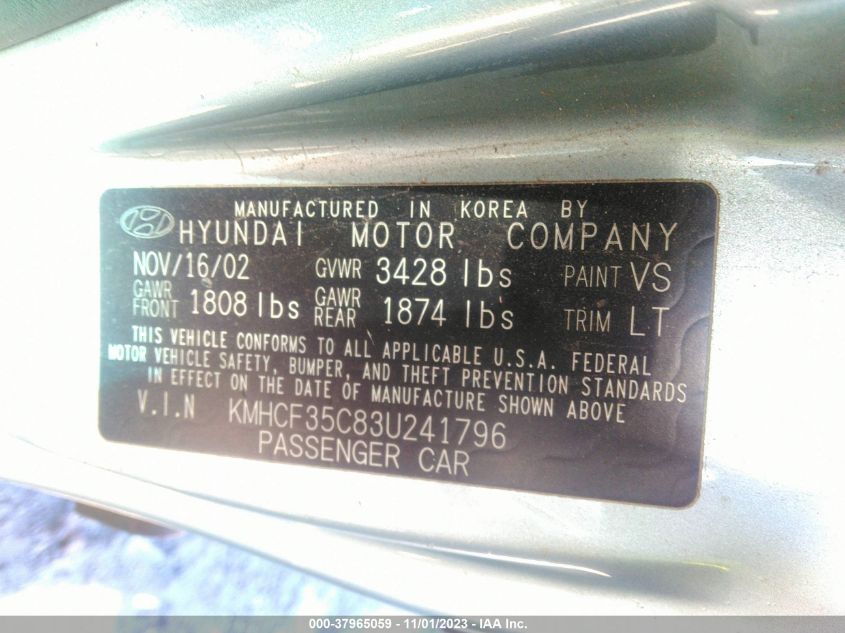 MANUFACTURED IN KOREA BY
HYUNDAI MOTOR COMPANY
NOV/16/02 GVWR 3428 lbs PAINT VS
GAWR FRONT 1808 lbs GAWR REAR 1874 lbs TRIM LT
THIS VEHICLE CONFORMS TO ALL APPLICABLE U.S.A. FEDERAL
MOTOR VEHICLE SAFETY, BUMPER, AND THEFT PREVENTION STANDARDS
IN EFFECT ON THE DATE OF MANUFACTURE SHOWN ABOVE
V.I.N KMHCF35C83U241796
PASSENGER CAR
000-37965059 - 11/01/2023 - IAA Inc.